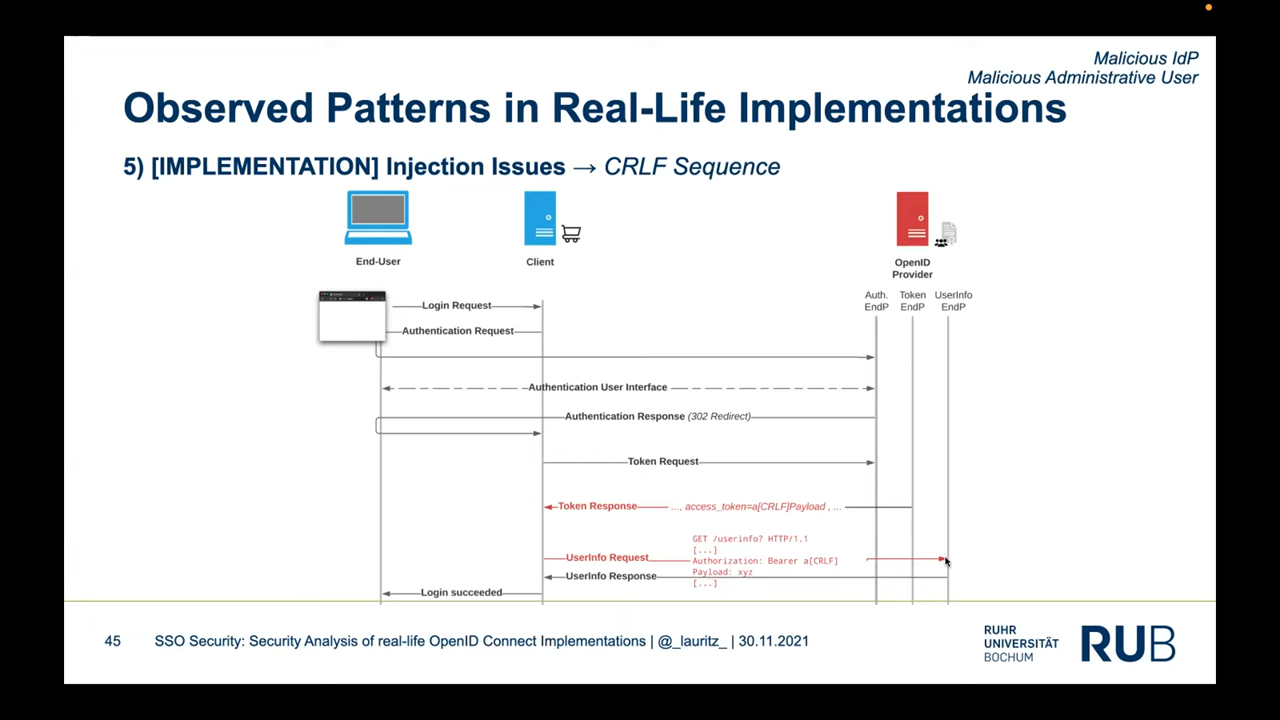 Malicious IdP
Malicious Administrative User
Observed Patterns in Real-Life Implementations
5) [IMPLEMENTATION] Injection Issues → CRLF Sequence
End-User
Client
OpenID
Provider
Auth.
EndP
Token
EndP
UserInfo
EndP
Login Request
Authentication Request
Authentication User Interface
Authentication Response (302 Redirect)
Token Request
Token Response ..., access_token=a[CRLF]Payload , ...
GET /userinfo? HTTP/1.1
[...]
UserInfo Request
Authorization: Bearer a[CRLF]
Payload: xyz
UserInfo Response
[...]
Login succeeded
45 SSO Security: Security Analysis of real-life OpenID Connect Implementations | @_lauritz_ | 30.11.2021
RUHR
UNIVERSITÄT
BOCHUM
RUB